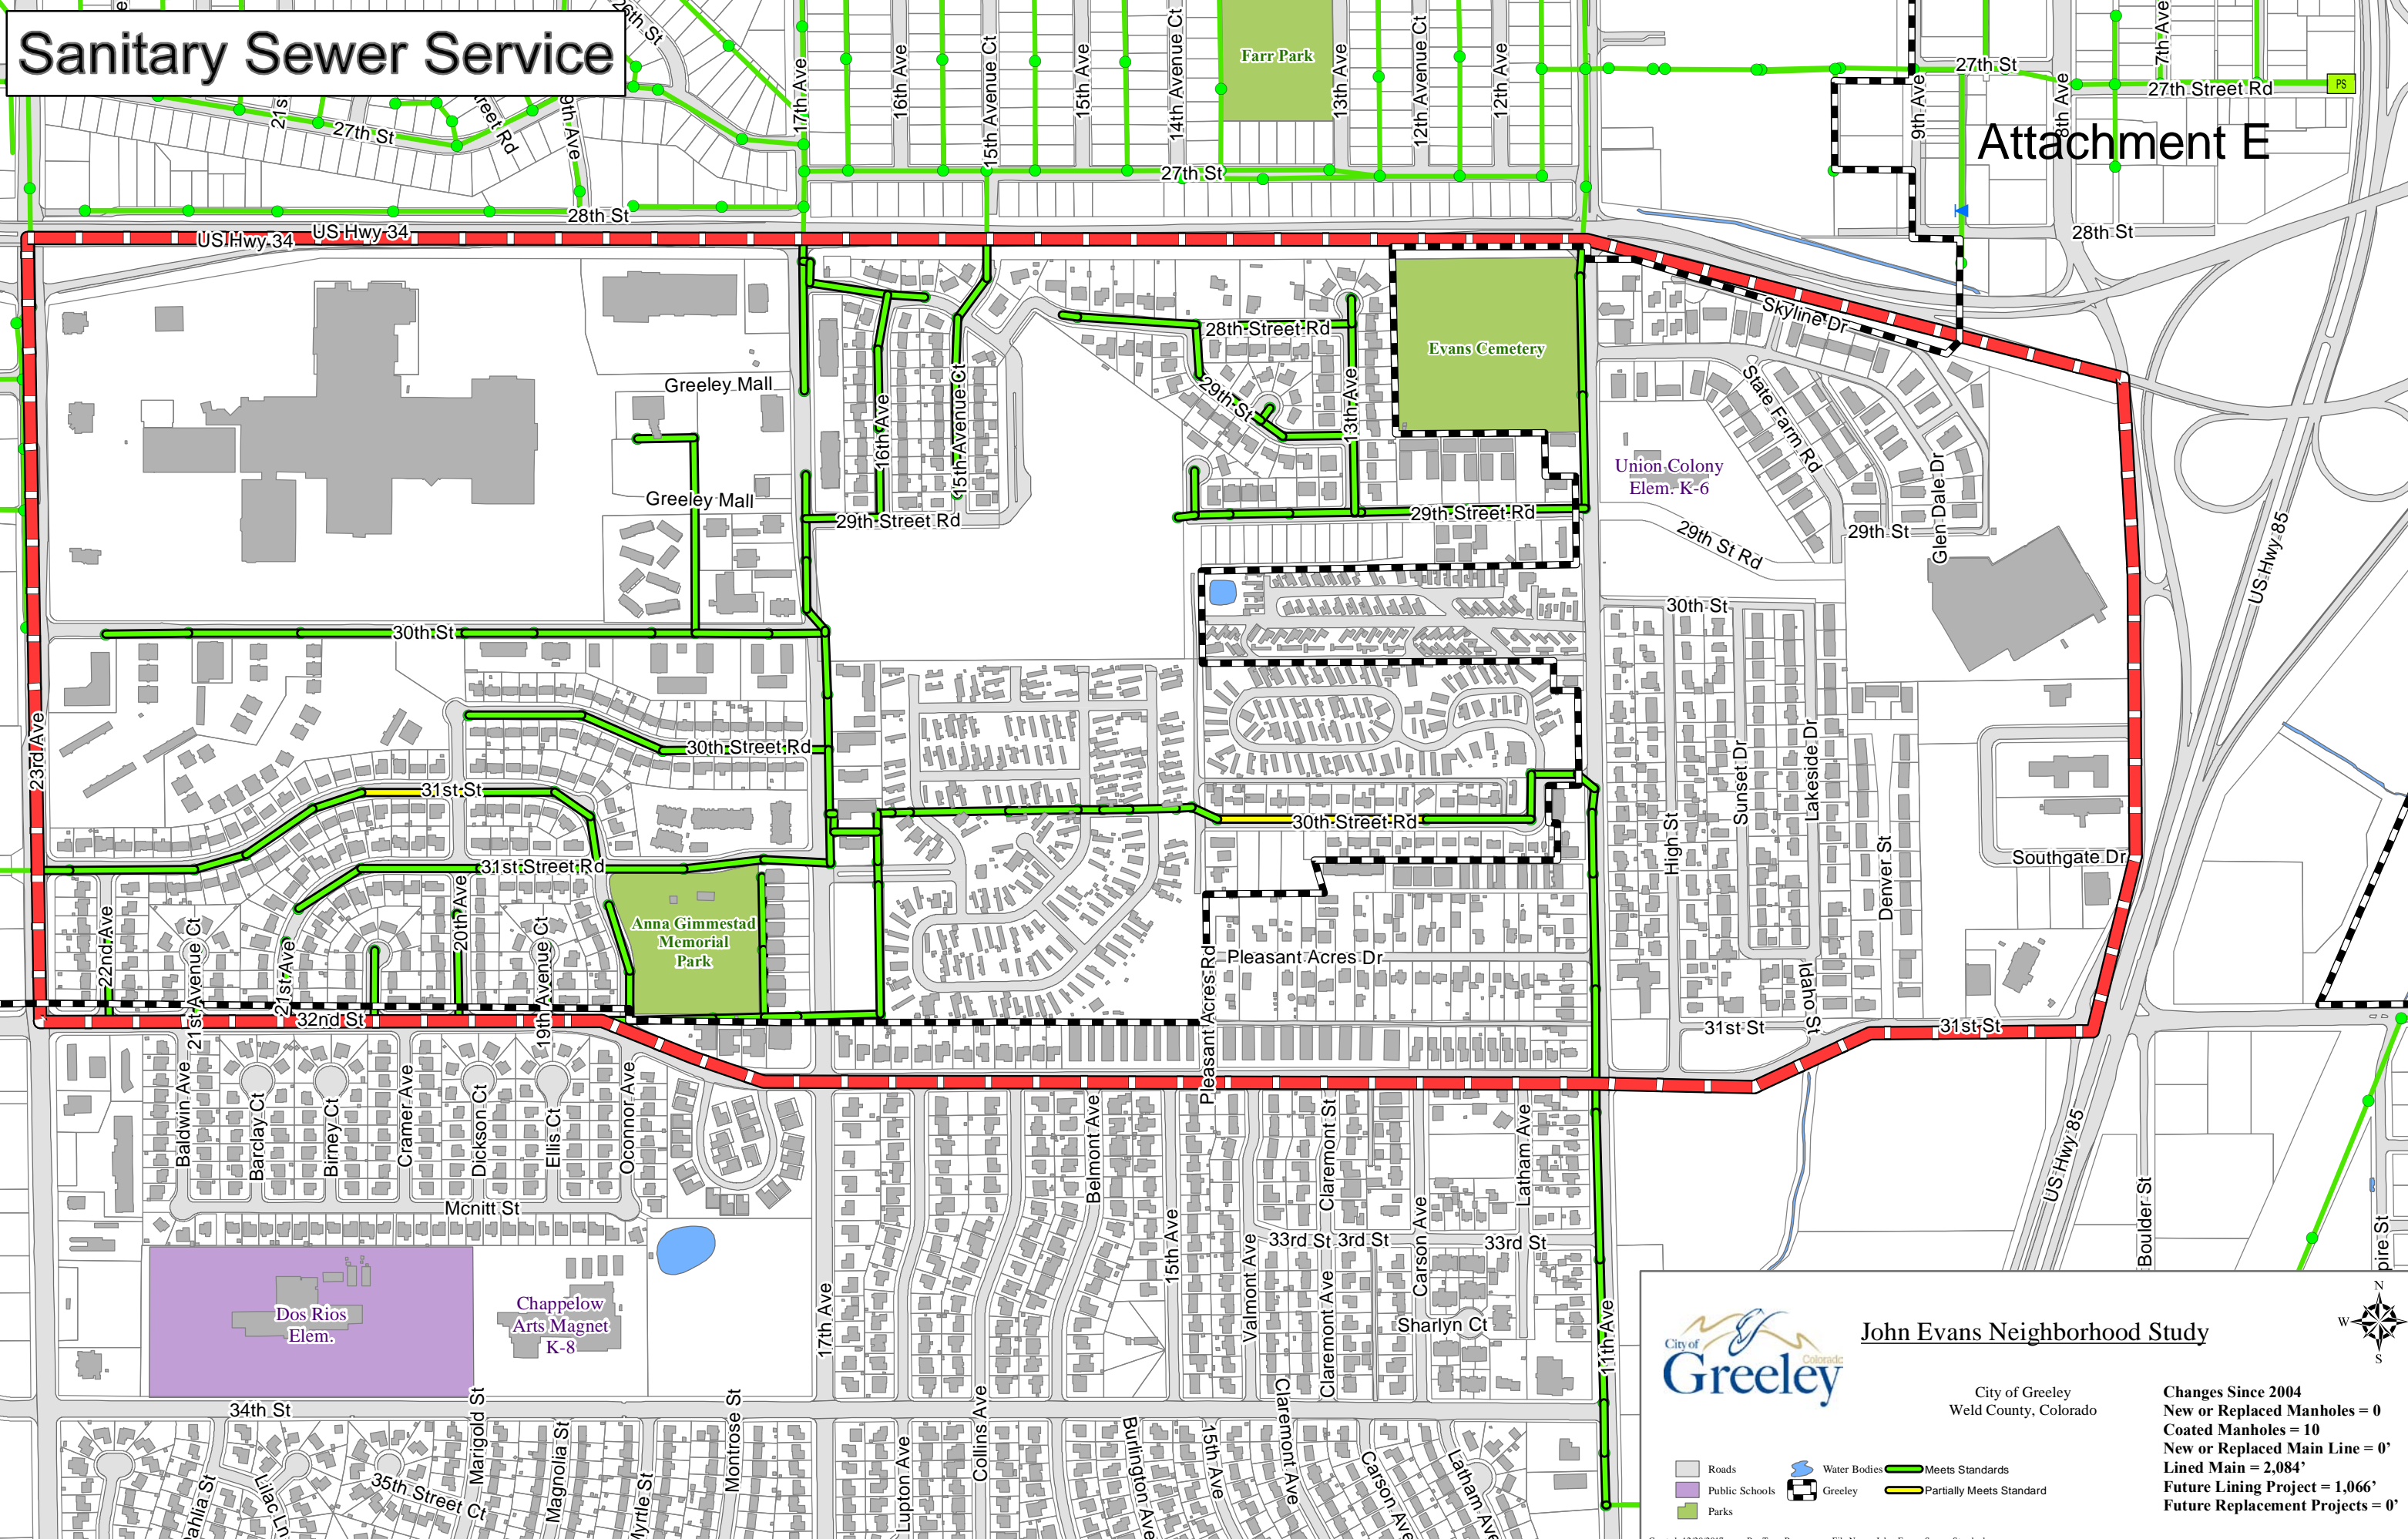 Sanitary Sewer Service
Attachment E
26th St
27th St
17th Ave
16th Ave
15th Avenue Ct
15th Ave
14th Avenue Ct
Farr Park
13th Ave
12th Avenue Ct
12th Ave
27th St
27th St
9th Ave
8th Ave
7th Ave
27th Street Rd
PS
28th St
28th St
US Hwy 34
US Hwy 34
Skyline Dr
28th Street Rd
Evans Cemetery
Greeley Mall
29th St
13th Ave
16th Ave
15th Avenue Ct
State Farm Rd
Union Colony
Elem. K-6
Glen Dale Dr
Greeley Mall
29th Street Rd
29th Street Rd
29th St Rd
29th St
US Hwy 85
30th St
30th St
23rd Ave
30th Street Rd
31st St
30th Street Rd
High St
Sunset Dr
Lakeside Dr
Denver St
Southgate Dr
31st Street Rd
22nd Ave
21st Avenue Ct
21st Ave
20th Ave
19th Avenue Ct
Anna Gimmestad
Memorial
Park
Pleasant Acres Rd
Pleasant Acres Dr
Idaho St
32nd St
31st St
31st St
Baldwin Ave
Barclay Ct
Birney Ct
Cramer Ave
Dickson Ct
Ellis Ct
Oconnor Ave
Belmont Ave
Claremont St
Latham Ave
US Hwy 85
Mcnitt St
15th Ave
Valmont Ave
33rd St
3rd St
Carson Ave
33rd St
Boulder St
Dos Rios
Elem.
Chappelow
Arts Magnet
K-8
17th Ave
Claremont Ave
Sharlyn Ct
11th Ave
34th St
Marigold St
Magnolia St
Montrose St
Lupton Ave
Collins Ave
Burlington Ave
15th Ave
Claremont Ave
Carson Ave
Latham Ave
Lilac Ln
35th Street Ct
City of
Greeley
Colorado
John Evans Neighborhood Study
N
W
S
City of Greeley
Weld County, Colorado
Changes Since 2004
New or Replaced Manholes = 0
Coated Manholes = 10
New or Replaced Main Line = 0’
Lined Main = 2,084’
Future Lining Project = 1,066’
Future Replacement Projects = 0’
Roads
Public Schools
Parks
Water Bodies
Greeley
Meets Standards
Partially Meets Standard